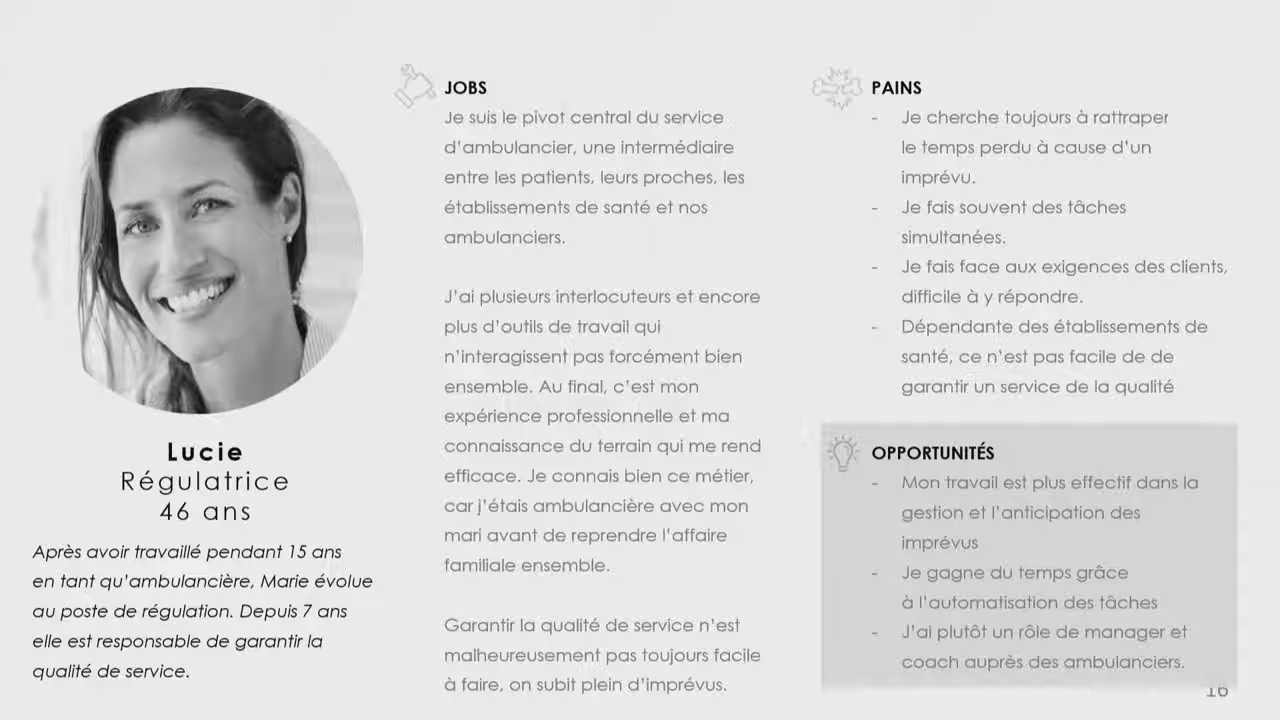 Lucie
Régulatrice
46 ans
Après avoir travaillé pendant 15 ans
en tant qu'ambulancière, Marie évolue
au poste de régulation. Depuis 7 ans
elle est responsable de garantir la
qualité de service.
JOBS
Je suis le pivot central du service
d'ambulancier, une intermédiaire
entre les patients, leurs proches, les
établissements de santé et nos
ambulanciers.
J'ai plusieurs interlocuteurs et encore
plus d'outils de travail qui
n'interagissent pas forcément bien
ensemble. Au final, c'est mon
expérience professionnelle et ma
connaissance du terrain qui me rend
efficace. Je connais bien ce métier,
car j'étais ambulancière avec mon
mari avant de reprendre l'affaire
familiale ensemble.
Garantir la qualité de service n'est
malheureusement pas toujours facile
à faire, on subit plein d'imprévus.
PAINS
- Je cherche toujours à rattraper
le temps perdu à cause d'un
imprévu.
- Je fais souvent des tâches
simultanées.
- Je fais face aux exigences des clients,
difficile à y répondre.
- Dépendante des établissements de
santé, ce n'est pas facile de de
garantir un service de la qualité
OPPORTUNITÉS
- Mon travail est plus effectif dans la
gestion et l'anticipation des
imprévus
- Je gagne du temps grâce
à l'automatisation des tâches
- J'ai plutôt un rôle de manager et
coach auprès des ambulanciers.
16